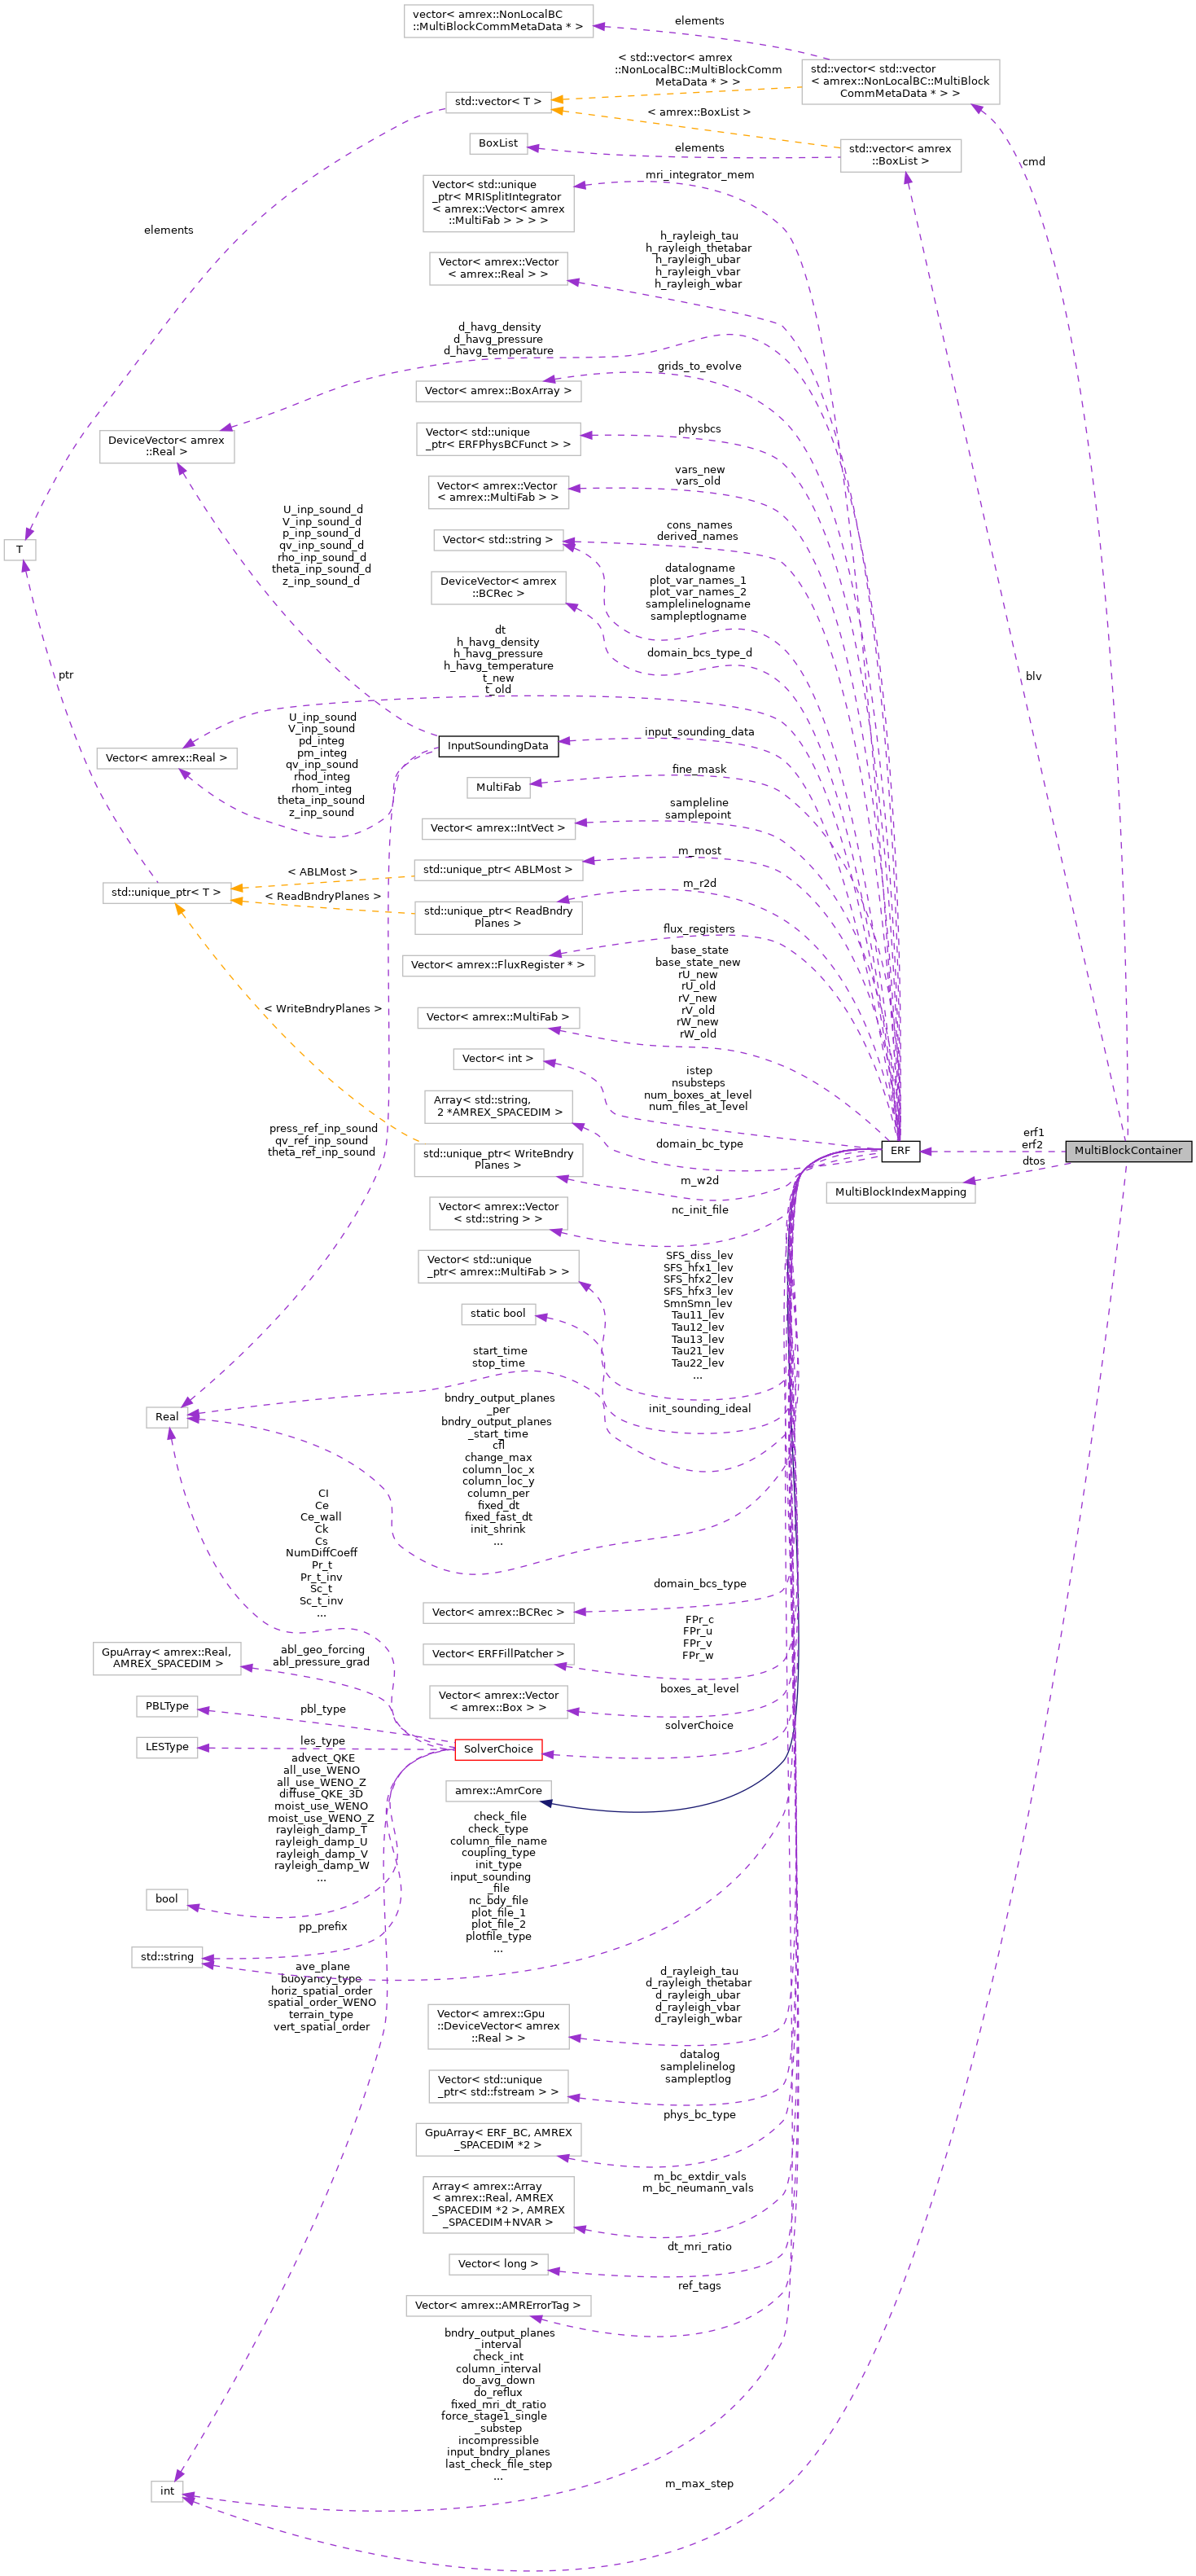 vector< amrex::NonLocalBC
::MultiBlockCommMetaData * >
elements
std::vector< std::vector
< amrex::NonLocalBC::MultiBlock
CommMetaData * > >
< std::vector< amrex
::NonLocalBC::MultiBlockComm
MetaData * > >
std::vector< T >
< amrex::BoxList >
BoxList
elements
std::vector< amrex
::BoxList >
cmd
mri_integrator_mem
Vector< std::unique
_ptr< MRISplitIntegrator
< amrex::Vector< amrex
::MultiFab > > > >
elements
h_rayleigh_tau
h_rayleigh_thetabar
h_rayleigh_ubar
h_rayleigh_vbar
h_rayleigh_wbar
Vector< amrex::Vector
< amrex::Real > >
d_havg_density
d_havg_pressure
d_havg_temperature
grids_to_evolve
Vector< amrex::BoxArray >
DeviceVector< amrex
::Real >
Vector< std::unique
_ptr< ERFPhysBCFunct > >
physbcs
Vector< amrex::Vector
< amrex::MultiFab > >
vars_new
vars_old
U_inp_sound_d
V_inp_sound_d
p_inp_sound_d
qv_inp_sound_d
rho_inp_sound_d
theta_inp_sound_d
z_inp_sound_d
Vector< std::string >
cons_names
derived_names
T
DeviceVector< amrex
::BCRec >
datalogname
plot_var_names_1
plot_var_names_2
samplelinelogname
sampleptlogname
domain_bcs_type_d
dt
h_havg_density
h_havg_pressure
h_havg_temperature
t_new
t_old
ptr
blv
U_inp_sound
V_inp_sound
pd_integ
pm_integ
qv_inp_sound
rhod_integ
rhom_integ
theta_inp_sound
z_inp_sound
Vector< amrex::Real >
InputSoundingData
input_sounding_data
MultiFab
fine_mask
Vector< amrex::IntVect >
sampleline
samplepoint
std::unique_ptr< T >
< ABLMost >
std::unique_ptr< ABLMost >
m_most
< ReadBndryPlanes >
std::unique_ptr< ReadBndry
Planes >
m_r2d
Vector< amrex::FluxRegister * >
flux_registers
< WriteBndryPlanes >
Vector< amrex::MultiFab >
base_state
base_state_new
rU_new
rU_old
rV_new
rV_old
rW_new
rW_old
Vector< int >
istep
nsubsteps
num_boxes_at_level
num_files_at_level
Array< std::string,
2 *AMREX_SPACEDIM >
domain_bc_type
press_ref_inp_sound
qv_ref_inp_sound
theta_ref_inp_sound
std::unique_ptr< WriteBndry
Planes >
m_w2d
ERF
erf1
erf2
MultiBlockContainer
dtos
MultiBlockIndexMapping
Vector< amrex::Vector
< std::string > >
nc_init_file
Vector< std::unique
_ptr< amrex::MultiFab > >
SFS_diss_lev
SFS_hfx1_lev
SFS_hfx2_lev
SFS_hfx3_lev
SmnSmn_lev
Tau11_lev
Tau12_lev
Tau13_lev
Tau21_lev
Tau22_lev
...
static bool
start_time
stop_time
init_sounding_ideal
Real
bndry_output_planes
_per
bndry_output_planes
_start_time
cfl
change_max
column_loc_x
column_loc_y
column_per
fixed_dt
fixed_fast_dt
init_shrink
...
CI
Ce
Ce_wall
Ck
Cs
NumDiffCoeff
Pr_t
Pr_t_inv
Sc_t
Sc_t_inv
...
Vector< amrex::BCRec >
domain_bcs_type
Vector< ERFFillPatcher >
FPr_c
FPr_u
FPr_v
FPr_w
GpuArray< amrex::Real,
AMREX_SPACEDIM >
abl_geo_forcing
abl_pressure_grad
Vector< amrex::Vector
< amrex::Box > >
boxes_at_level
PBLType
pbl_type
solverChoice
LESType
les_type
SolverChoice
advect_QKE
all_use_WENO
all_use_WENO_Z
diffuse_QKE_3D
moist_use_WENO
moist_use_WENO_Z
rayleigh_damp_T
rayleigh_damp_U
rayleigh_damp_V
rayleigh_damp_W
...
amrex::AmrCore
check_file
check_type
column_file_name
coupling_type
init_type
input_sounding
_file
nc_bdy_file
plot_file_1
plot_file_2
plotfile_type
...
bool
pp_prefix
std::string
ave_plane
buoyancy_type
horiz_spatial_order
spatial_order_WENO
terrain_type
vert_spatial_order
Vector< amrex::Gpu
::DeviceVector< amrex
::Real > >
d_rayleigh_tau
d_rayleigh_thetabar
d_rayleigh_ubar
d_rayleigh_vbar
d_rayleigh_wbar
Vector< std::unique
_ptr< std::fstream > >
datalog
samplelinelog
sampleptlog
GpuArray< ERF_BC, AMREX
_SPACEDIM *2 >
phys_bc_type
Array< amrex::Array
< amrex::Real, AMREX
_SPACEDIM *2 >, AMREX
_SPACEDIM+NVAR >
m_bc_extdir_vals
m_bc_neumann_vals
Vector< long >
dt_mri_ratio
Vector< amrex::AMRErrorTag >
ref_tags
bndry_output_planes
_interval
check_int
column_interval
do_avg_down
do_reflux
fixed_mri_dt_ratio
force_stage1_single
_substep
incompressible
input_bndry_planes
last_check_file_step
...
int
m_max_step